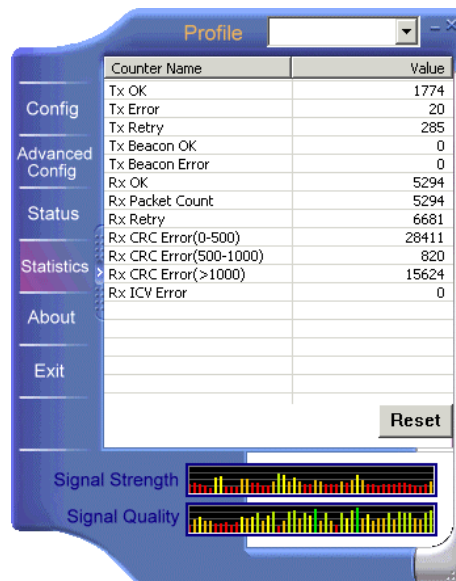 Profile
Counter Name Value
Tx OK 1774
Tx Error 20
Tx Retry 285
Tx Beacon OK 0
Tx Beacon Error 0
Rx OK 5294
Rx Packet Count 5294
Rx Retry 6681
Rx CRC Error(0-500) 28411
Rx CRC Error(500-1000) 820
Rx CRC Error(>1000) 15624
Rx ICV Error 0
Config
Advanced
Config
Status
Statistics
About
Exit
Reset
Signal Strength
Signal Quality